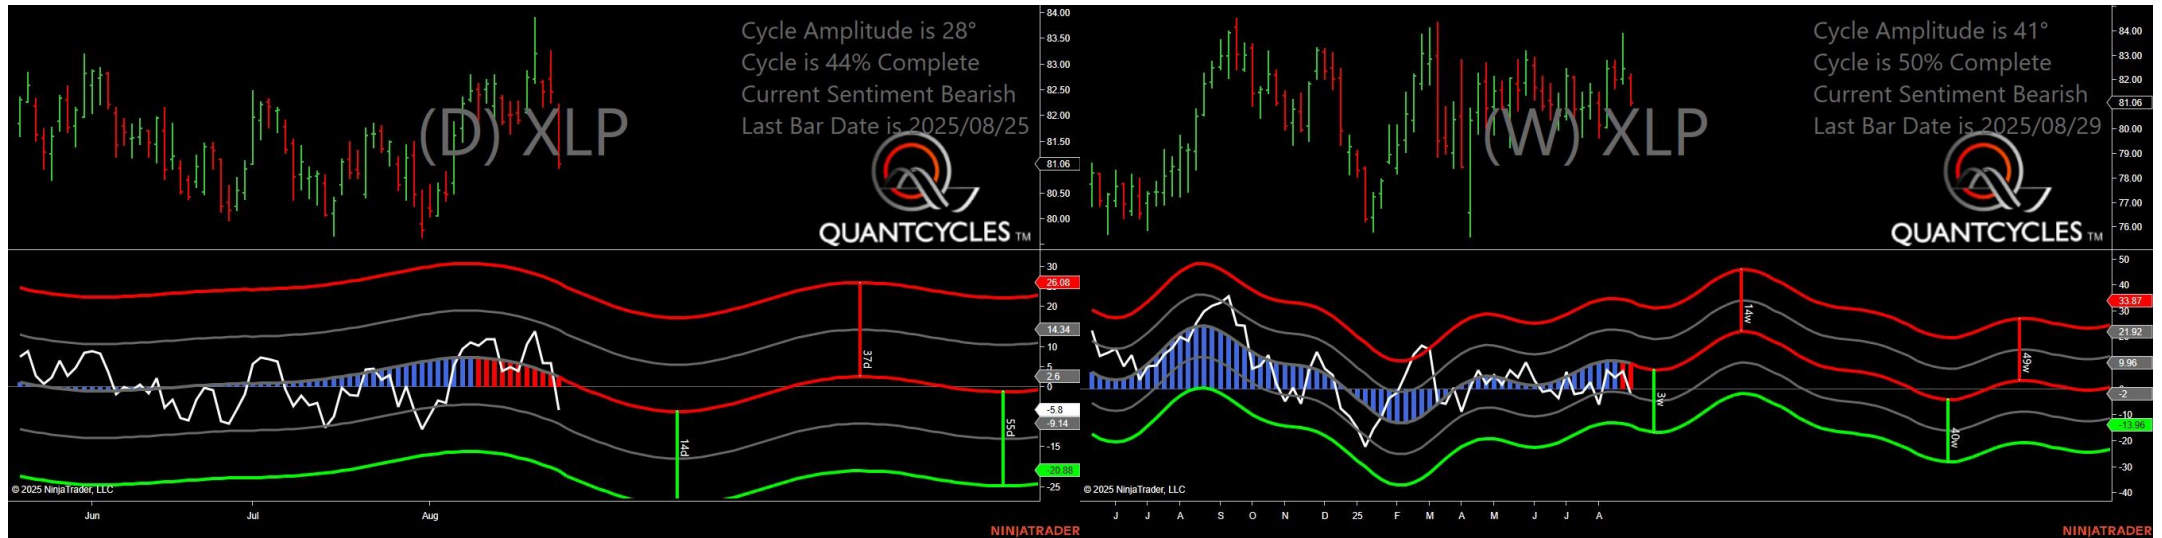 Cycle Amplitude is 28°
Cycle is 44% Complete
Current Sentiment Bearish
Last Bar Date is 2025/08/25
(D) XLP
QUANTCYCLES TM
84.00
83.50
83.00
82.50
82.00
81.50
81.06
80.50
80.00
30
26.08
20
14.34
10
5
2.6
0
-5.8
-9.14
-15
-20.88
-25
14d
37d
55d
© 2025 NinjaTrader, LLC
Jun Jul Aug
NINJATRADER
Cycle Amplitude is 41°
Cycle is 50% Complete
Current Sentiment Bearish
Last Bar Date is 2025/08/29
(W) XLP
QUANTCYCLES TM
84.00
83.00
82.00
81.06
80.00
79.00
78.00
77.00
76.00
50
40
33.87
30
21.92
9.96
-2
-10
-13.96
-20
-30
-40
3w
14w
40w
49w
© 2025 NinjaTrader, LLC
J J A S O N D 25 F M A M J J A
NINJATRADER